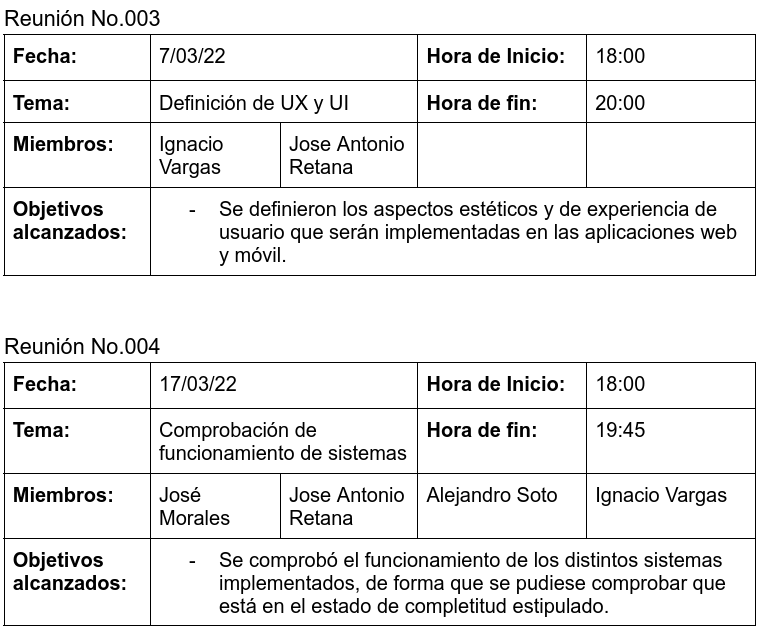 Reunión No.003
Fecha: 7/03/22 Hora de Inicio: 18:00
Tema: Definición de UX y UI Hora de fin: 20:00
Miembros: Ignacio Jose Antonio
Vargas Retana
Objetivos - Se definieron los aspectos estéticos y de experiencia de
alcanzados: usuario que serán implementadas en las aplicaciones web
y móvil.
Reunión No.004
Fecha: 17/03/22 Hora de Inicio: 18:00
Tema: Comprobación de Hora de fin: 19:45
funcionamiento de sistemas
Miembros: José Jose Antonio Alejandro Soto Ignacio Vargas
Morales Retana
Objetivos - Se comprobó el funcionamiento de los distintos sistemas
alcanzados: implementados, de forma que se pudiese comprobar que
está en el estado de completitud estipulado.